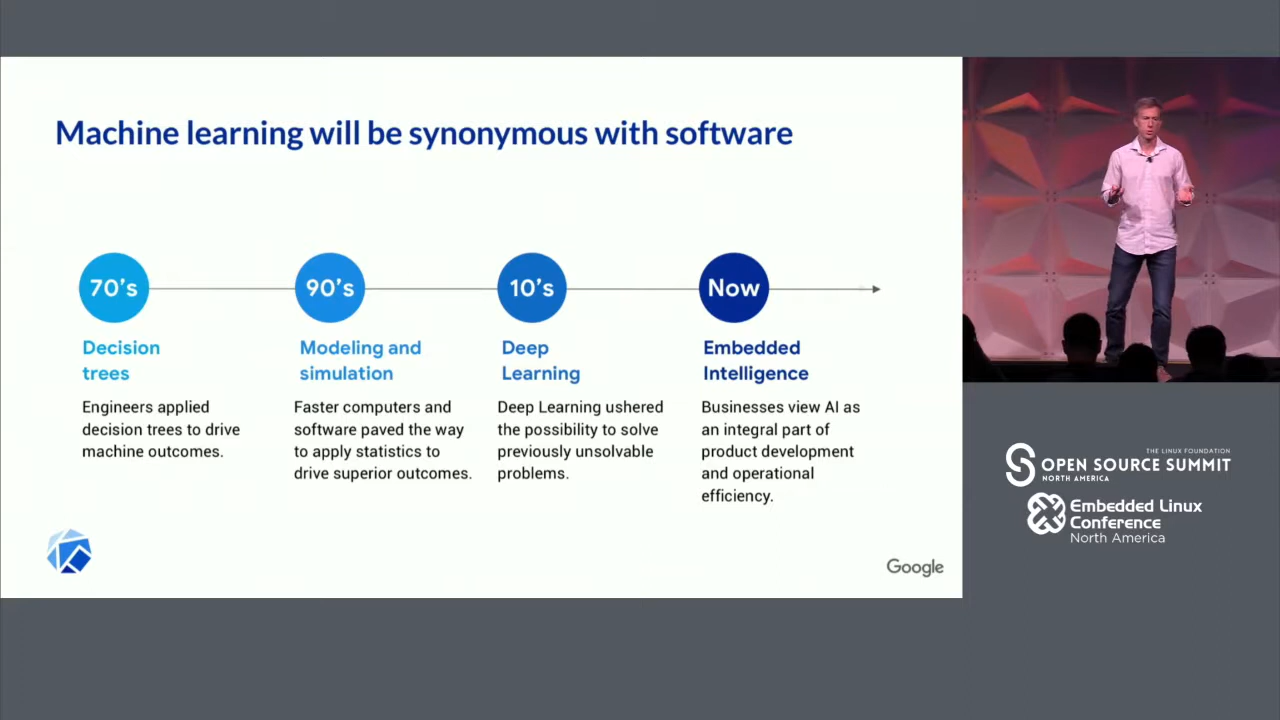 Machine learning will be synonymous with software
70's
90's
10's
Now
Decision
trees
Engineers applied
decision trees to drive
machine outcomes.
Modeling and
simulation
Faster computers and
software paved the way
to apply statistics to
drive superior outcomes.
Deep
Learning
Deep Learning ushered
the possibility to solve
previously unsolvable
problems.
Embedded
Intelligence
Businesses view AI as
an integral part of
product development
and operational
efficiency.
Google
THE LINUX FOUNDATION
OPEN SOURCE SUMMIT
NORTH AMERICA
Embedded Linux
Conference
North America